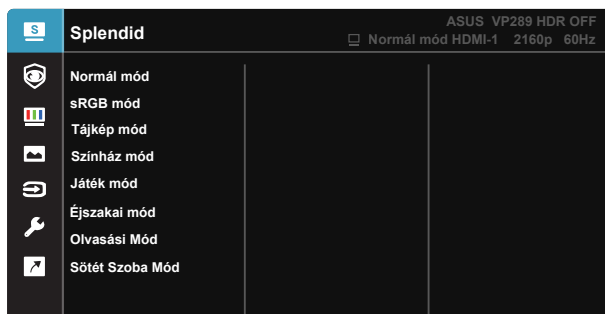 S
Splendid
ASUS VP289 HDR OFF
Normál mód HDMI-1 2160p 60Hz
Normál mód
sRGB mód
Tájkép mód
Színház mód
Játék mód
Éjszakai mód
Olvasási Mód
Sötét Szoba Mód